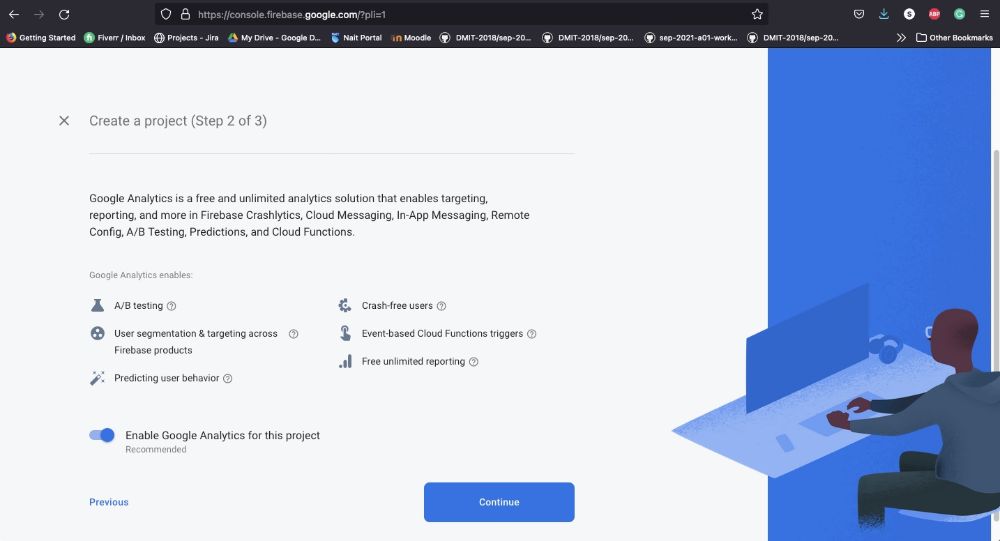 https://console.firebase.google.com/?pli=1
S
ABP
G
Getting Started
fi
Fiverr / Inbox
Projects - Jira
My Drive - Google D...
NAIT
Nait Portal
Moodle
DMIT-2018/sep-20...
DMIT-2018/sep-20...
sep-2021-a01-work...
DMIT-2018/sep-20...
Other Bookmarks
Create a project (Step 2 of 3)
Google Analytics is a free and unlimited analytics solution that enables targeting,
reporting, and more in Firebase Crashlytics, Cloud Messaging, In-App Messaging, Remote
Config, A/B Testing, Predictions, and Cloud Functions.
Google Analytics enables:
A/B testing
Crash-free users
User segmentation & targeting across
Firebase products
Event-based Cloud Functions triggers
Free unlimited reporting
Predicting user behavior
Enable Google Analytics for this project
Recommended
Previous
Continue